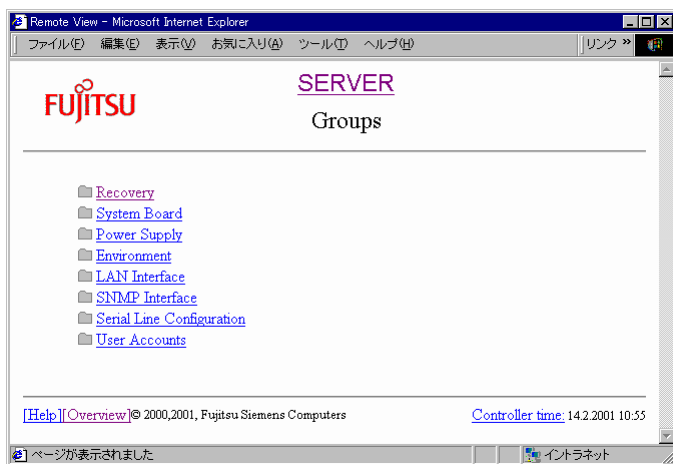 Remote View - Microsoft Internet Explorer
ファイル(F) 編集(E) 表示(V) お気に入り(A) ツール(T) ヘルプ(H) リンク »
FUJITSU
SERVER
Groups
Recovery
System Board
Power Supply
Environment
LAN Interface
SNMP Interface
Serial Line Configuration
User Accounts
[Help][Overview]© 2000,2001, Fujitsu Siemens Computers Controller time: 14.2.2001 10:55
ページが表示されました イントラネット